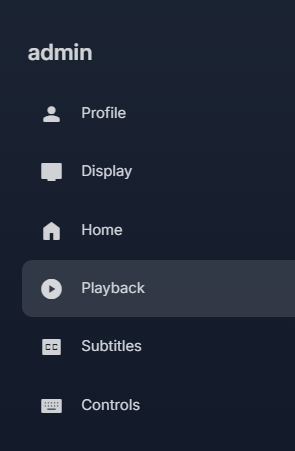 admin
Profile
Display
Home
Playback
Subtitles
Controls